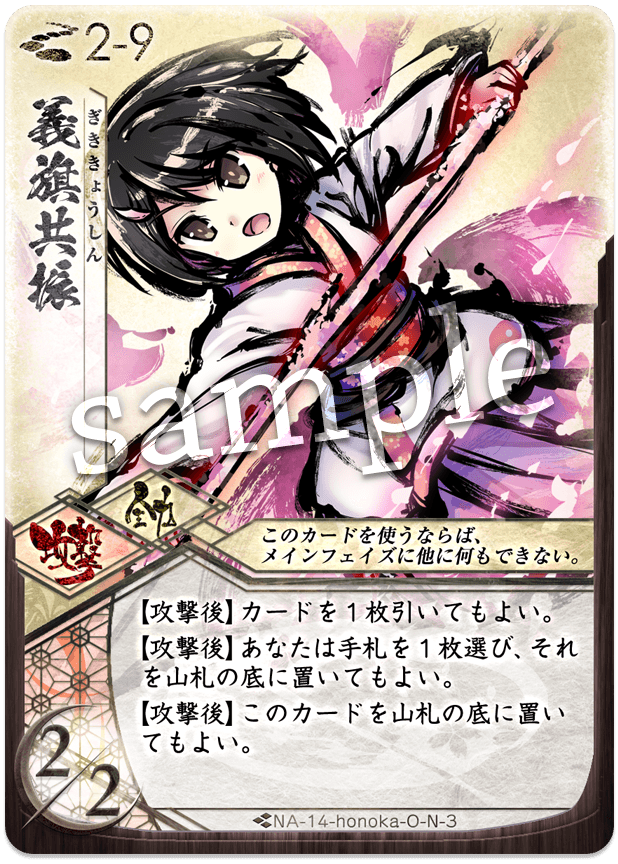 2-9
義旗共振
ぎききょうしん
sample
攻撃
全力
このカードを使うならば、
メインフェイズに他に何もできない。
【攻撃後】カードを1枚引いてもよい。
【攻撃後】あなたは手札を1枚選び、それ
を山札の底に置いてもよい。
【攻撃後】このカードを山札の底に置い
てもよい。
2/2
NA-14-honoka-O-N-3